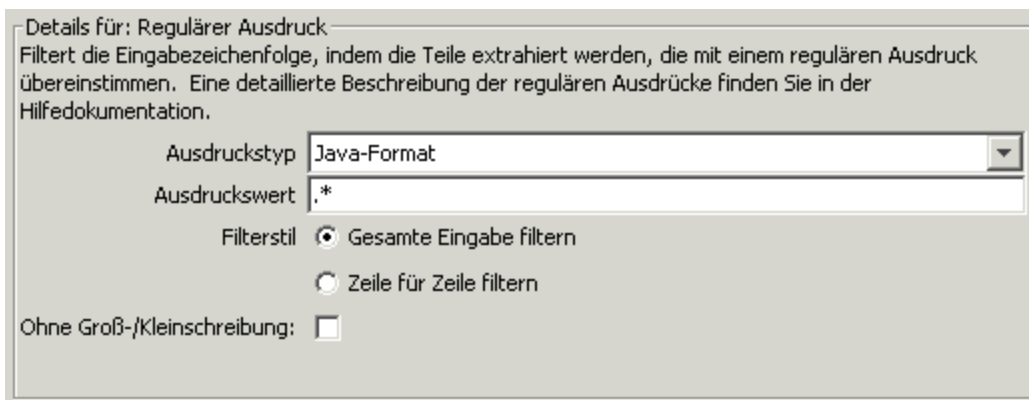 Details für: Regulärer Ausdruck
Filtert die Eingabezeichenfolge, indem die Teile extrahiert werden, die mit einem regulären Ausdruck
übereinstimmen.  Eine detaillierte Beschreibung der regulären Ausdrücke finden Sie in der
Hilfedokumentation.
Ausdruckstyp Java-Format
Ausdruckswert .*
Filterstil Gesamte Eingabe filtern
Zeile für Zeile filtern
Ohne Groß-/Kleinschreibung: